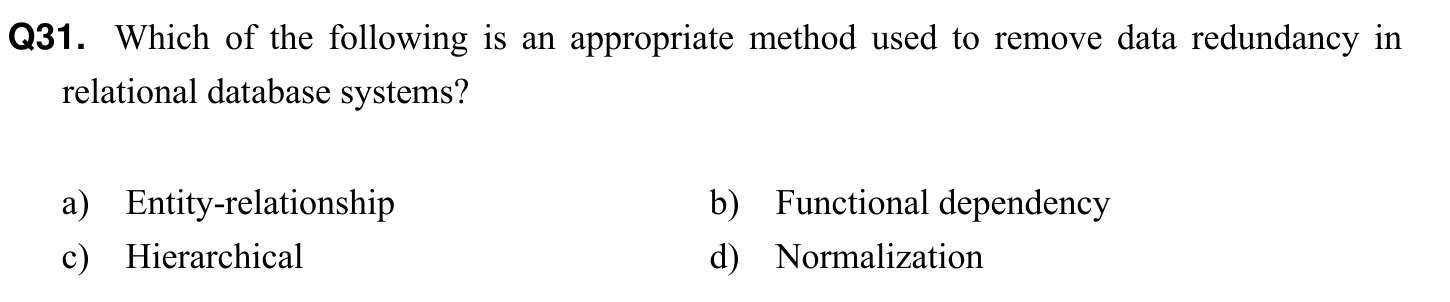 Q31. Which of the following is an appropriate method used to remove data redundancy in
relational database systems?
a) Entity-relationship b) Functional dependency
c) Hierarchical d) Normalization